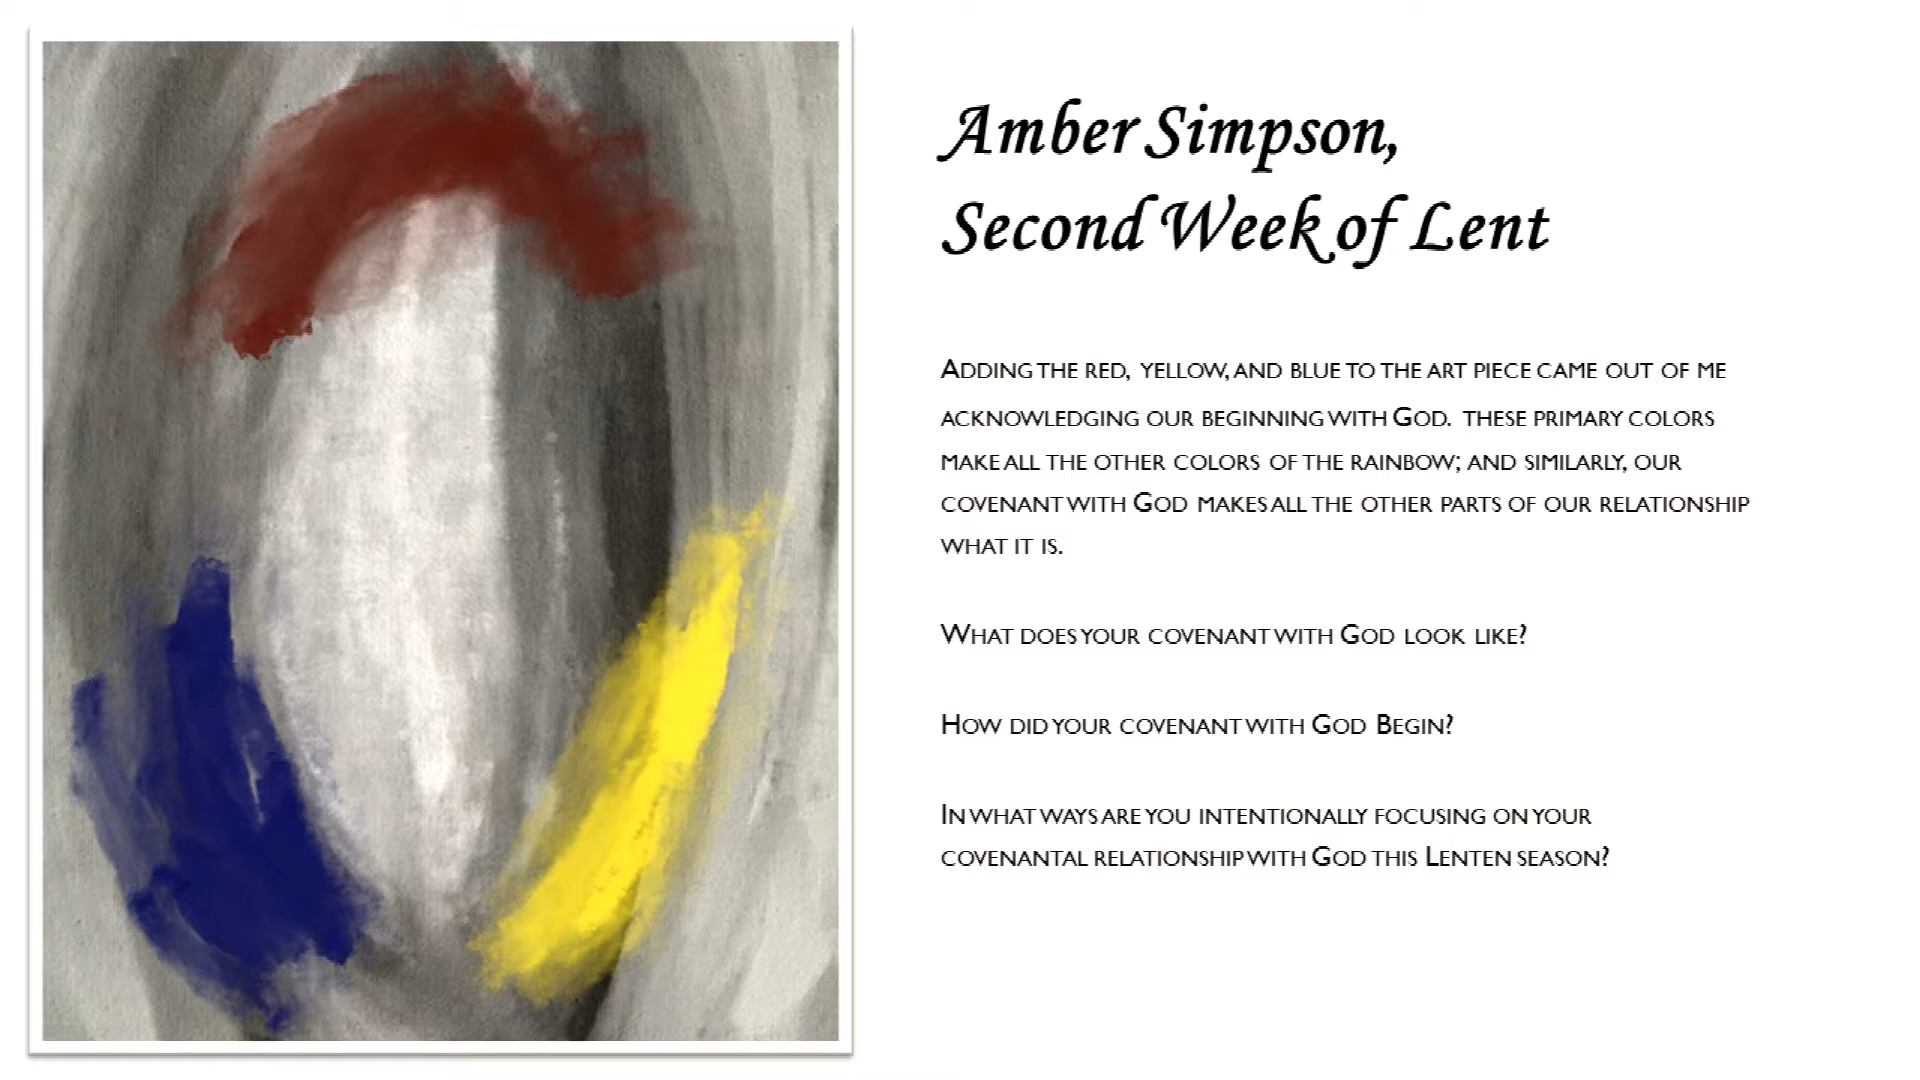 Amber Simpson,
Second Week of Lent
Adding the red, yellow, and blue to the art piece came out of me
acknowledging our beginning with God. these primary colors
make all the other colors of the rainbow; and similarly, our
covenant with God makes all the other parts of our relationship
what it is.
What does your covenant with God look like?
How did your covenant with God Begin?
In what ways are you intentionally focusing on your
covenantal relationship with God this Lenten season?